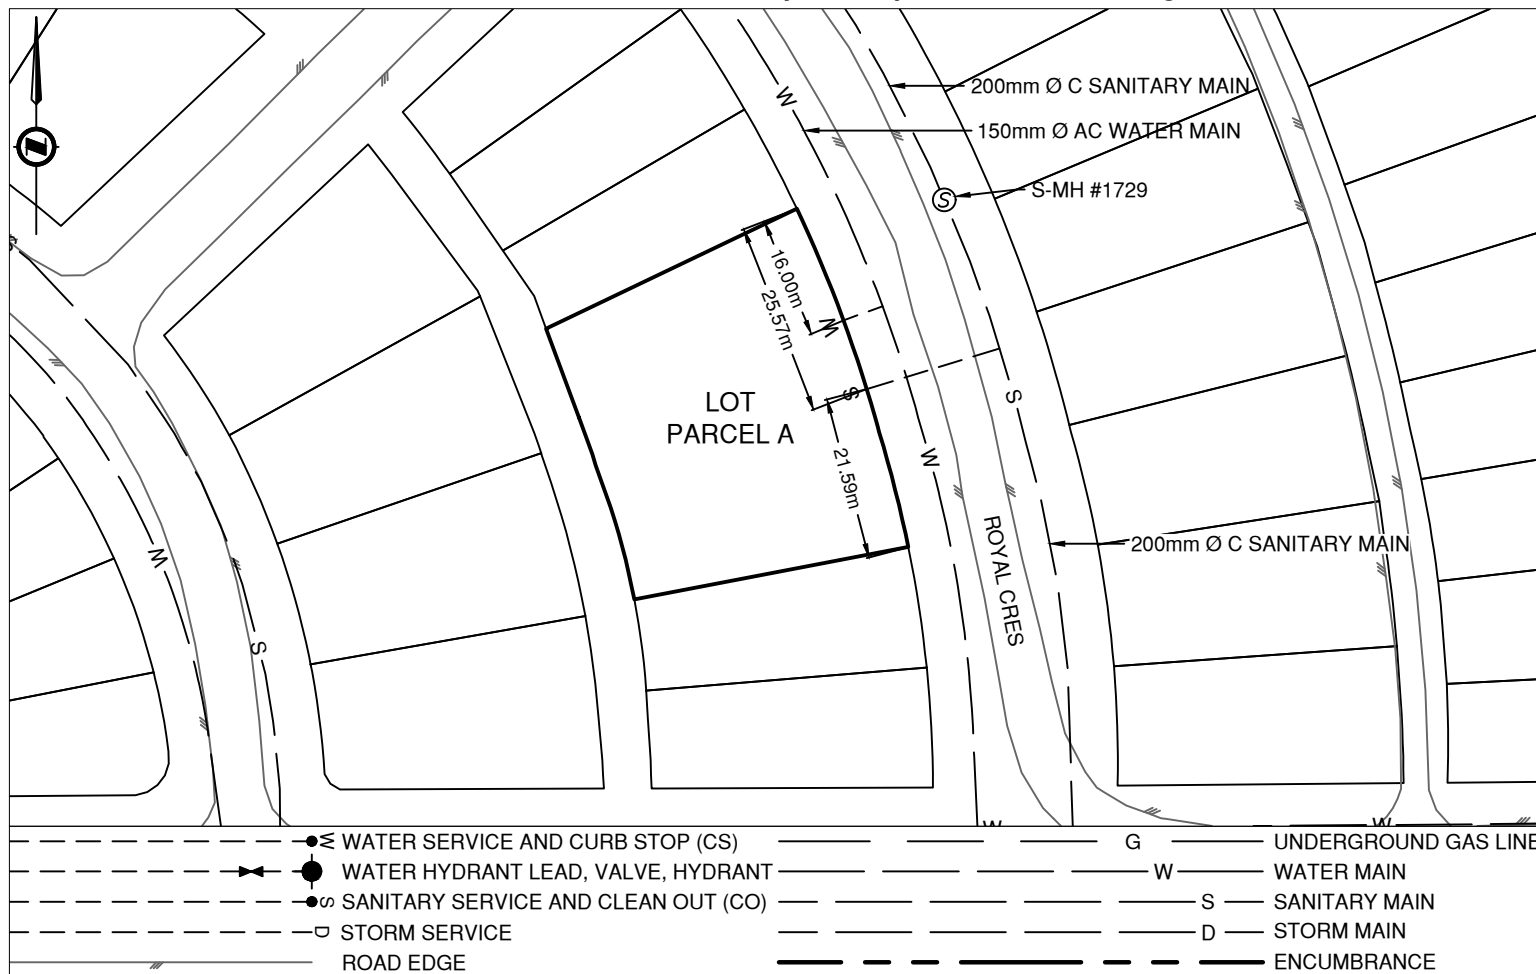 200mm Ø C SANITARY MAIN
W
150mm Ø AC WATER MAIN
S-MH #1729
S
16.00m
25.57m
W
S
S
LOT
PARCEL A
21.59m
W
ROYAL CRES
200mm Ø C SANITARY MAIN
W
S
W
W
W WATER SERVICE AND CURB STOP (CS)
WATER HYDRANT LEAD, VALVE, HYDRANT
S SANITARY SERVICE AND CLEAN OUT (CO)
D STORM SERVICE
ROAD EDGE
G UNDERGROUND GAS LINE
W WATER MAIN
S SANITARY MAIN
D STORM MAIN
ENCUMBRANCE